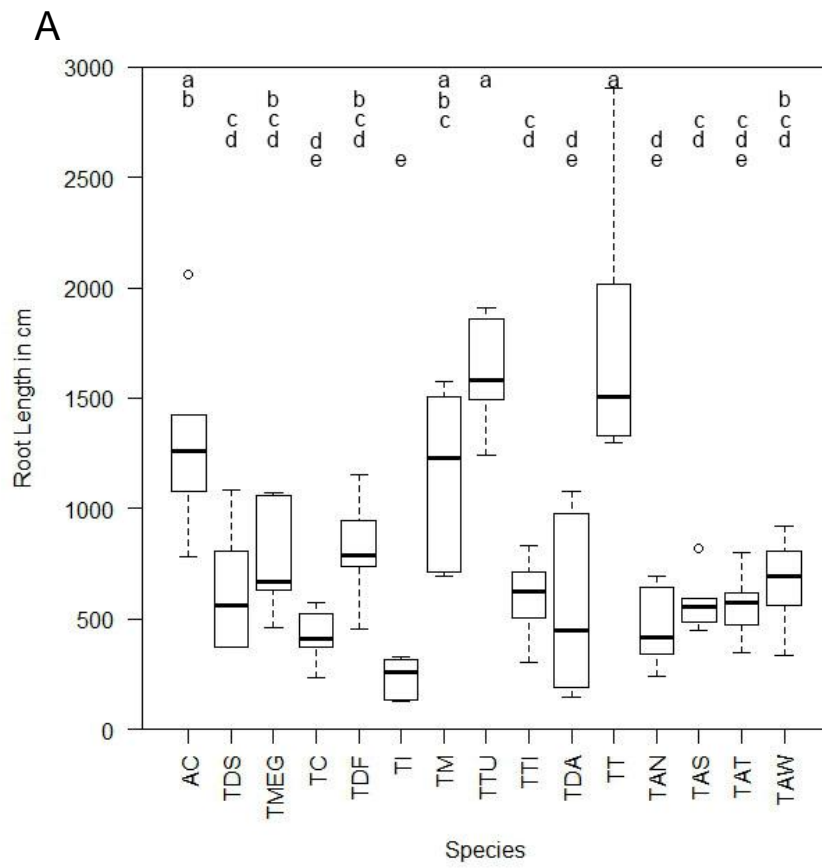 A
3000
2500
2000
1500
1000
500
0
Root Length in cm
a b
c d
b c d
d e
b c d
e
a b c
a
c d
d e
a
d e
c d
c d e
b c d
AC TDS TMEG TC TDF TI TM TTU TTI TDA TT TAN TAS TAT TAW
Species